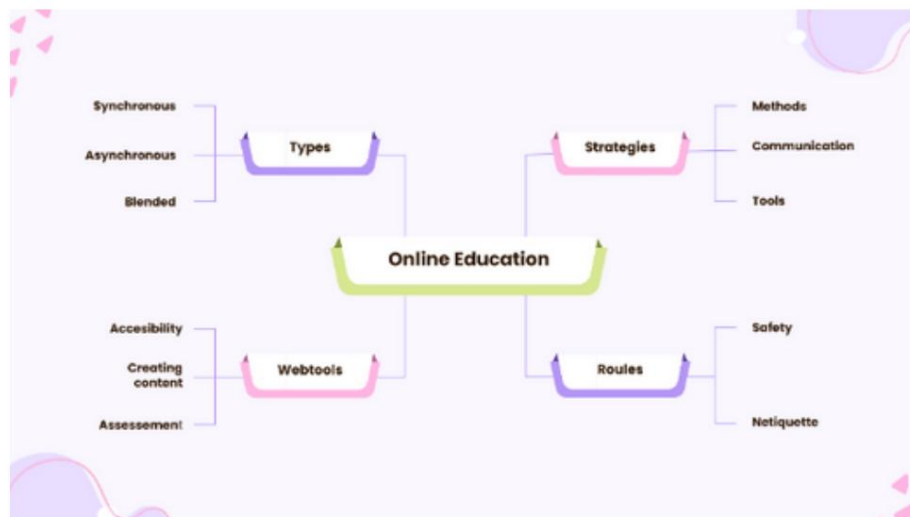 Synchronous
Asynchronous
Blended
Types
Strategies
Methods
Communication
Tools
Online Education
Accesibility
Creating
content
Assessement
Webtools
Roules
Safety
Netiquette